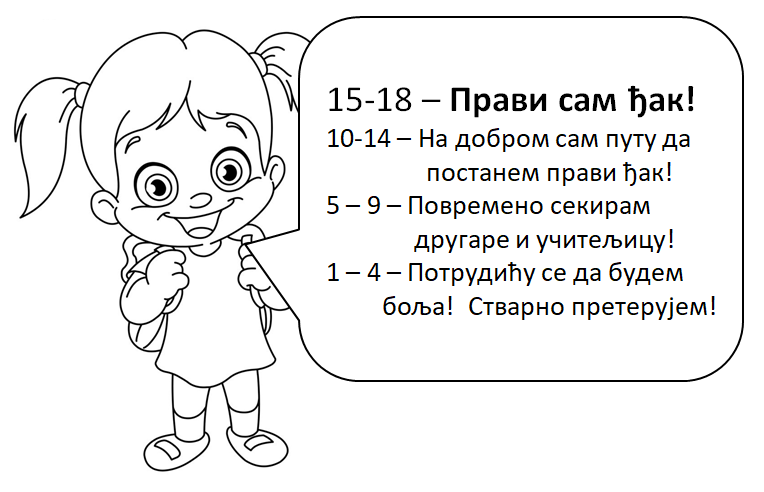 15-18 – Прави сам ђак!
10-14 – На добром сам путу да
постанем прави ђак!
5 – 9 – Повремено секирам
другаре и учитељицу!
1 – 4 – Потрудићу се да будем
боља!  Стварно претерујем!